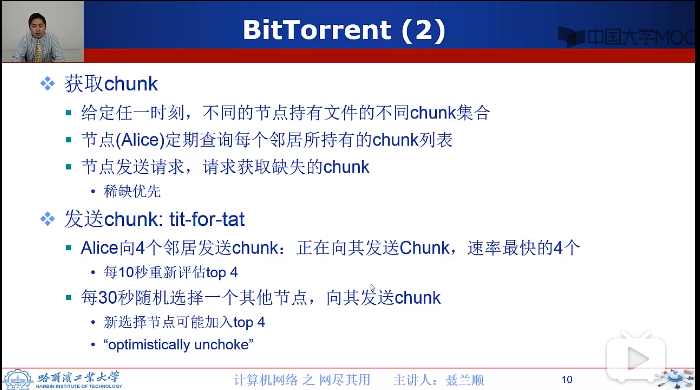 BitTorrent (2)
中国大学MOOC
获取chunk
给定任一时刻，不同的节点持有文件的不同chunk集合
节点(Alice)定期查询每个邻居所持有的chunk列表
节点发送请求，请求获取缺失的chunk
稀缺优先
发送chunk: tit-for-tat
Alice向4个邻居发送chunk：正在向其发送Chunk，速率最快的4个
每10秒重新评估top 4
每30秒随机选择一个其他节点，向其发送chunk
新选择节点可能加入top 4
“optimistically unchoke”
哈尔滨工业大学
HARBIN INSTITUTE OF TECHNOLOGY
计算机网络 之 网尽其用 主讲人：聂兰顺 10